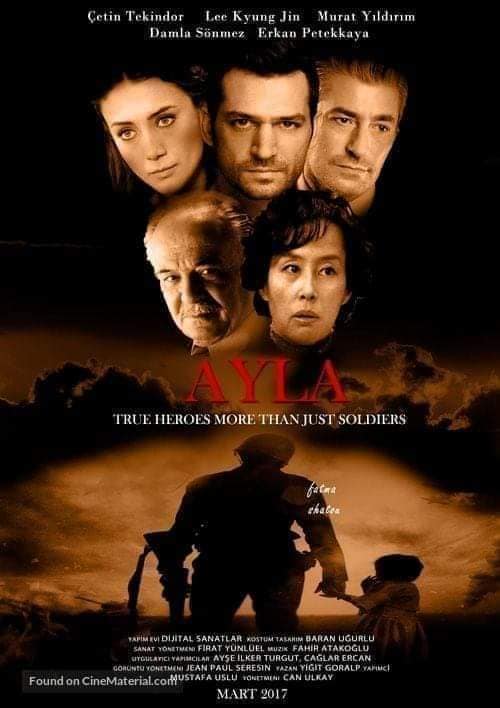 Çetin Tekindor Lee Kyung Jin Murat Yıldırım
Damla Sönmez Erkan Petekkaya
AYLA
TRUE HEROES MORE THAN JUST SOLDIERS
fatma
shalon
YAPIM EVİ DİJİTAL SANATLAR KOSTÜM TASARIM BARAN UĞURLU
SANAT YÖNETMENİ FIRAT YÜNLÜEL MÜZİK FAHİR ATAKOĞLU
UYGULAYICI YAPIMCILAR AYŞE İLKER TURGUT, ÇAĞLAR ERCAN
GÖRÜNTÜ YÖNETMENİ JEAN PAUL SERESIN YAZAN YİĞİT GÜRALP YAPIMCI
MUSTAFA USLU YÖNETMENİ CAN ULKAY
Found on CineMaterial.com
MART 2017